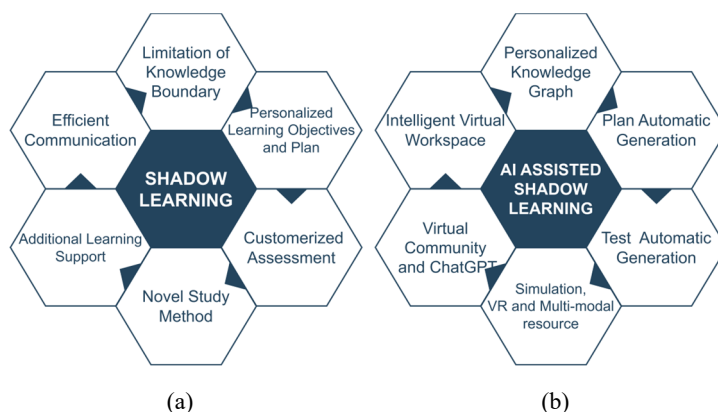 Limitation of
Knowledge
Boundary
Efficient
Communication
Personalized
Learning Objectives
and Plan
SHADOW
LEARNING
Additional Learning
Support
Customerized
Assessment
Novel Study
Method
(a)
Personalized
Knowledge
Graph
Intelligent Virtual
Workspace
Plan Automatic
Generation
AI ASSISTED
SHADOW
LEARNING
Virtual
Community
and ChatGPT
Test Automatic
Generation
Simulation,
VR and Multi-modal
resource
(b)